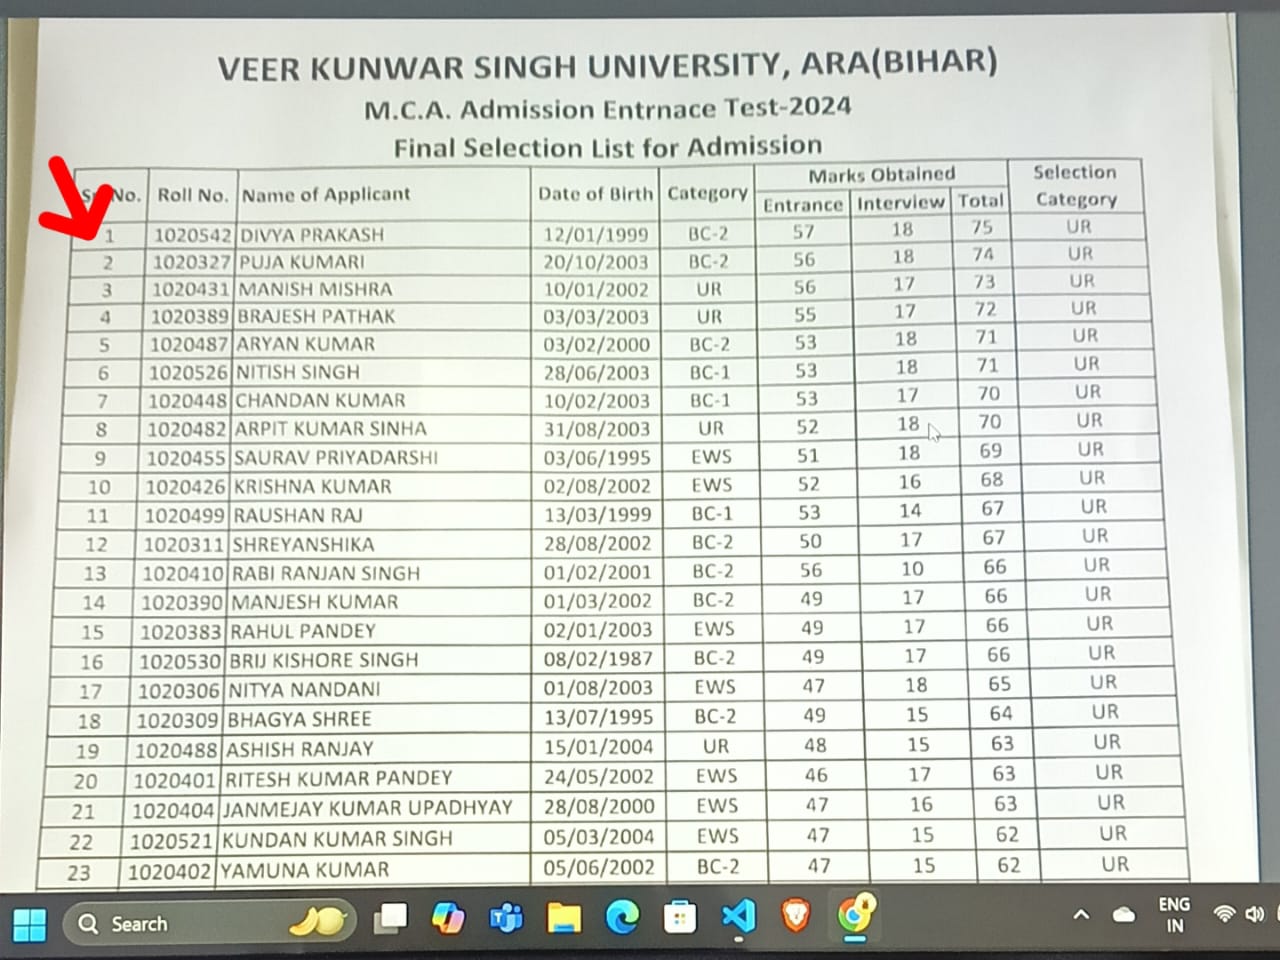 VEER KUNWAR SINGH UNIVERSITY, ARA(BIHAR)
M.C.A. Admission Entrnace Test-2024
Final Selection List for Admission
No. Roll No. Name of Applicant Date of Birth Category Marks Obtained Selection Category
Entrance Interview Total
1 1020542 DIVYA PRAKASH 12/01/1999 BC-2 57 18 75 UR
2 1020327 PUJA KUMARI 20/10/2003 BC-2 56 18 74 UR
3 1020431 MANISH MISHRA 10/01/2002 UR 56 17 73 UR
4 1020389 BRAJESH PATHAK 03/03/2003 UR 55 17 72 UR
5 1020487 ARYAN KUMAR 03/02/2000 BC-2 53 18 71 UR
6 1020526 NITISH SINGH 28/06/2003 BC-1 53 18 71 UR
7 1020448 CHANDAN KUMAR 10/02/2003 BC-1 53 17 70 UR
8 1020482 ARPIT KUMAR SINHA 31/08/2003 UR 52 18 70 UR
9 1020455 SAURAV PRIYADARSHI 03/06/1995 EWS 51 18 69 UR
10 1020426 KRISHNA KUMAR 02/08/2002 EWS 52 16 68 UR
11 1020499 RAUSHAN RAJ 13/03/1999 BC-1 53 14 67 UR
12 1020311 SHREYANSHIKA 28/08/2002 BC-2 50 17 67 UR
13 1020410 RABI RANJAN SINGH 01/02/2001 BC-2 56 10 66 UR
14 1020390 MANJESH KUMAR 01/03/2002 BC-2 49 17 66 UR
15 1020383 RAHUL PANDEY 02/01/2003 EWS 49 17 66 UR
16 1020530 BRIJ KISHORE SINGH 08/02/1987 BC-2 49 17 66 UR
17 1020306 NITYA NANDANI 01/08/2003 EWS 47 18 65 UR
18 1020309 BHAGYA SHREE 13/07/1995 BC-2 49 15 64 UR
19 1020488 ASHISH RANJAY 15/01/2004 UR 48 15 63 UR
20 1020401 RITESH KUMAR PANDEY 24/05/2002 EWS 46 17 63 UR
21 1020404 JANMEJAY KUMAR UPADHYAY 28/08/2000 EWS 47 16 63 UR
22 1020521 KUNDAN KUMAR SINGH 05/03/2004 EWS 47 15 62 UR
23 1020402 YAMUNA KUMAR 05/06/2002 BC-2 47 15 62 UR
Search
ENG
IN